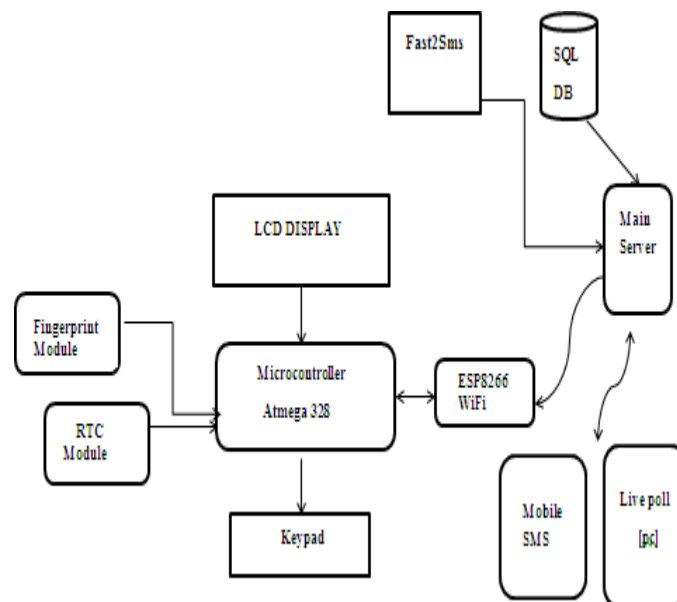 Fast2Sms
SQL
DB
Main
Server
LCD DISPLAY
Fingerprint
Module
Microcontroller
Atmega 328
ESP8266
WiFi
RTC
Module
Keypad
Mobile
SMS
Live poll
[pc]